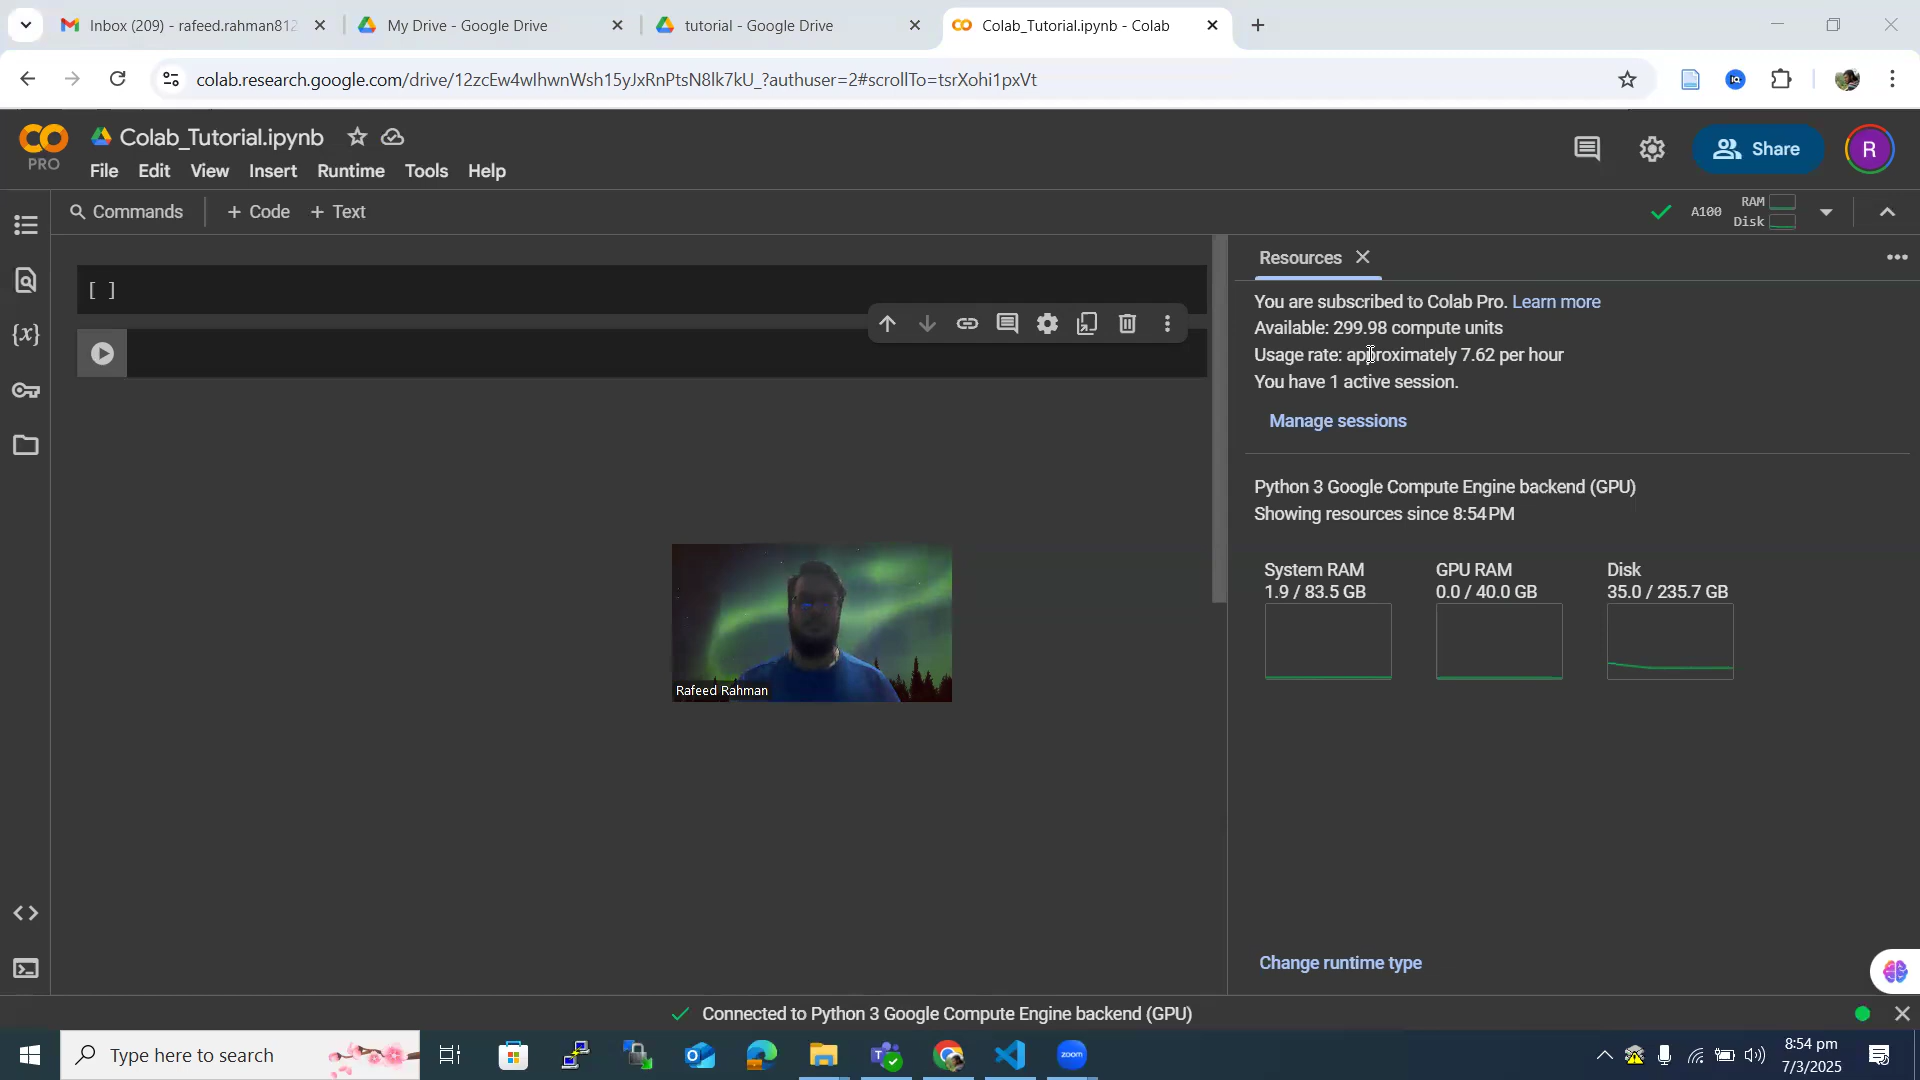 Inbox (209) - rafeed.rahman812
My Drive - Google Drive
tutorial - Google Drive
Colab_Tutorial.ipynb - Colab
colab.research.google.com/drive/12zcEw4wlhwnWsh15yJxRnPtsN8lk7kU_?authuser=2#scrollTo=tsrXohi1pxVt
PRO
Colab_Tutorial.ipynb
File Edit View Insert Runtime Tools Help
Share
R
Commands
+ Code
+ Text
A100
RAM
Disk
[ ]
Resources
You are subscribed to Colab Pro. Learn more
Available: 299.98 compute units
Usage rate: approximately 7.62 per hour
You have 1 active session.
Manage sessions
Python 3 Google Compute Engine backend (GPU)
Showing resources since 8:54 PM
System RAM
1.9 / 83.5 GB
GPU RAM
0.0 / 40.0 GB
Disk
35.0 / 235.7 GB
Rafeed Rahman
Change runtime type
Connected to Python 3 Google Compute Engine backend (GPU)
Type here to search
zoom
8:54 pm
7/3/2025